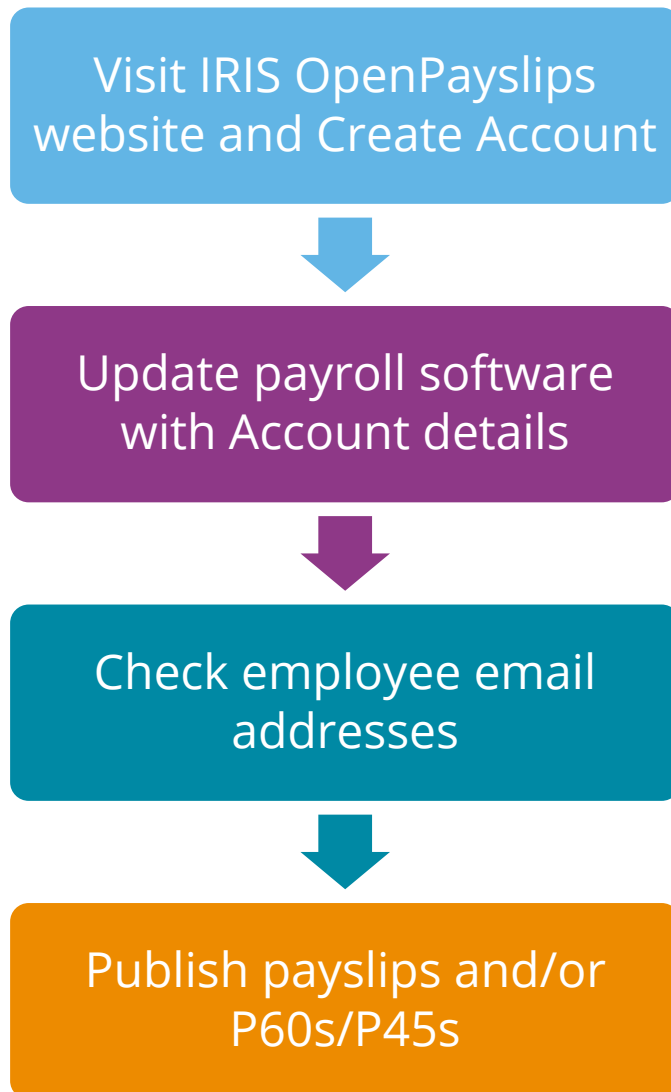 Visit IRIS OpenPayslips
website and Create Account
Update payroll software
with Account details
Check employee email
addresses
Publish payslips and/or
P60s/P45s